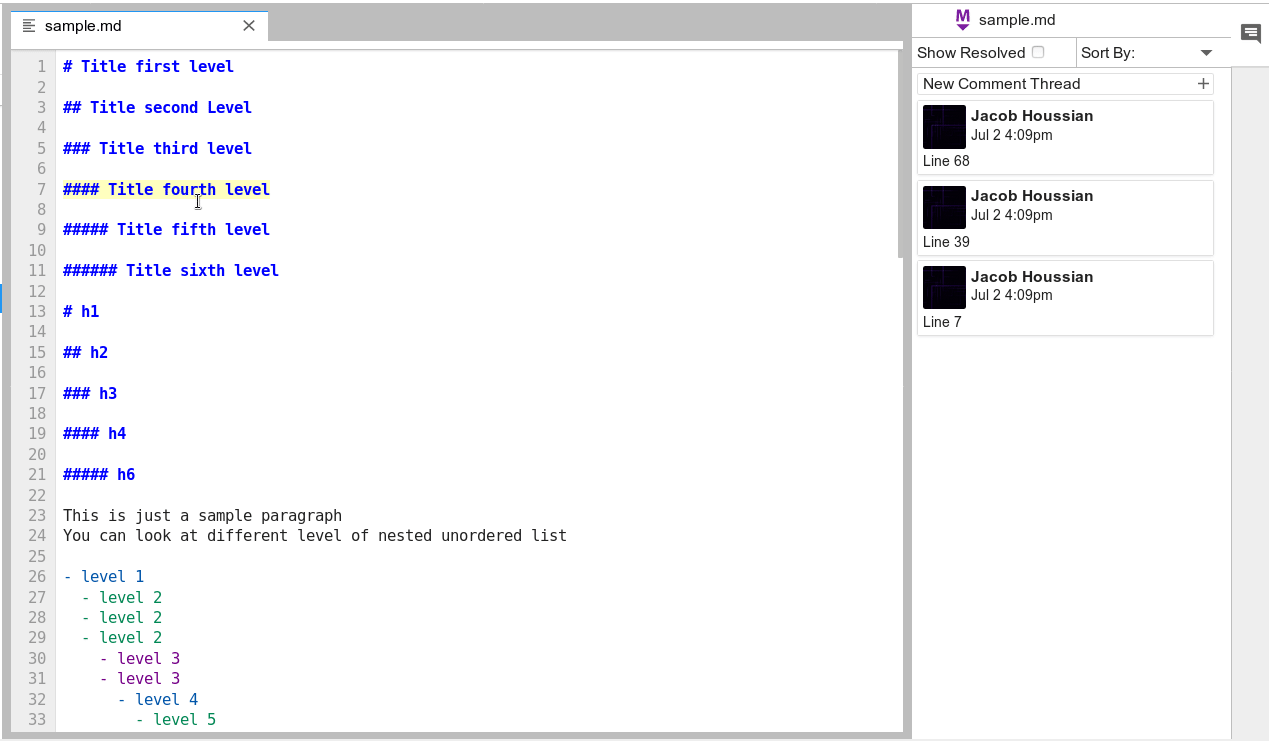 sample.md
1 # Title first level
2
3 ## Title second Level
4
5 ### Title third level
6
7 #### Title fourth level
8
9 ##### Title fifth level
10
11 ###### Title sixth level
12
13 # h1
14
15 ## h2
16
17 ### h3
18
19 #### h4
20
21 ##### h6
22
23 This is just a sample paragraph
24 You can look at different level of nested unordered list
25
26 - level 1
27   - level 2
28   - level 2
29   - level 2
30     - level 3
31     - level 3
32       - level 4
33         - level 5
M sample.md
Show Resolved Sort By:
New Comment Thread +
Jacob Houssian
Jul 2 4:09pm
Line 68
Jacob Houssian
Jul 2 4:09pm
Line 39
Jacob Houssian
Jul 2 4:09pm
Line 7